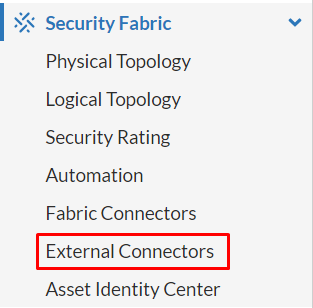 Security Fabric
Physical Topology
Logical Topology
Security Rating
Automation
Fabric Connectors
External Connectors
Asset Identity Center